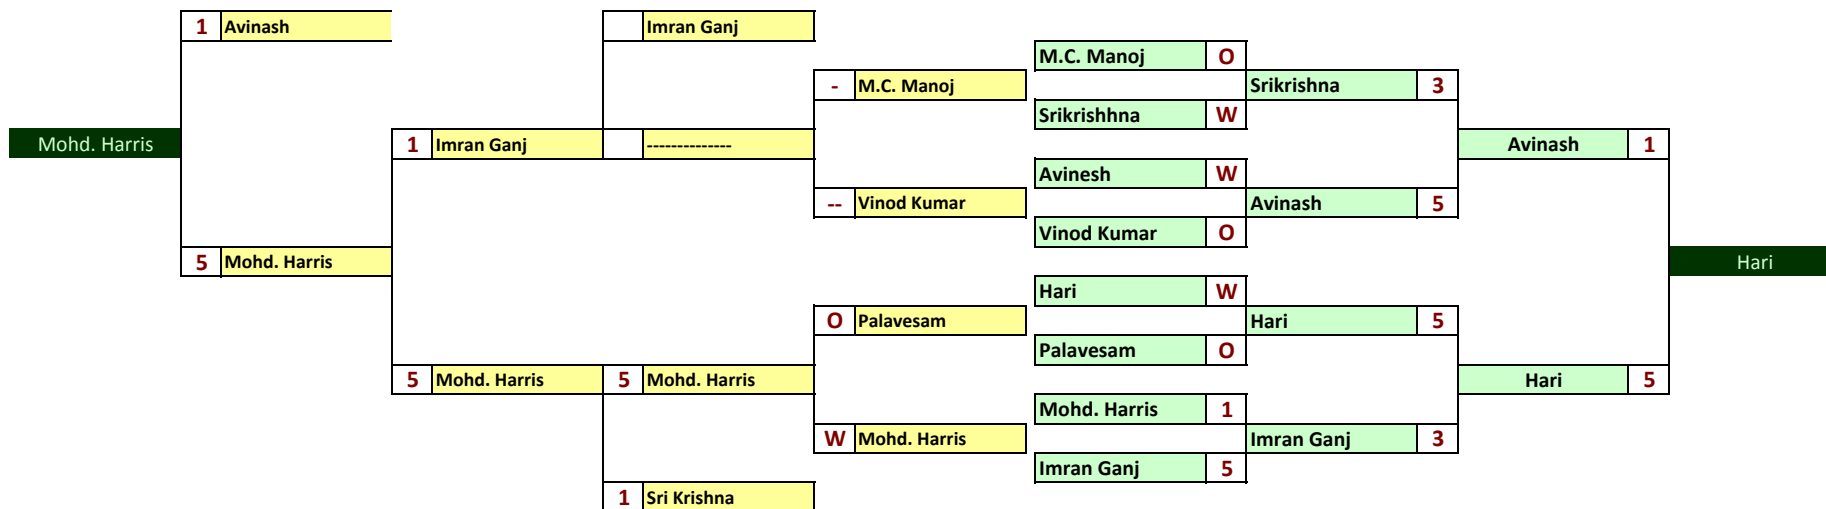 1 Avinash Imran Ganj
M.C. Manoj O
- M.C. Manoj Srikrishna 3
Srikrishhna W
Mohd. Harris 1 Imran Ganj -------------- Avinash 1
Avinesh W
-- Vinod Kumar Avinash 5
Vinod Kumar O
5 Mohd. Harris Hari
Hari W
O Palavesam Hari 5
Palavesam O
5 Mohd. Harris 5 Mohd. Harris Hari 5
Mohd. Harris 1
W Mohd. Harris Imran Ganj 3
Imran Ganj 5
1 Sri Krishna